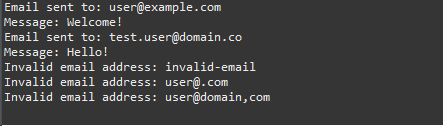 Email sent to: user@example.com
Message: Welcome!
Email sent to: test.user@domain.co
Message: Hello!
Invalid email address: invalid-email
Invalid email address: user@.com
Invalid email address: user@domain,com